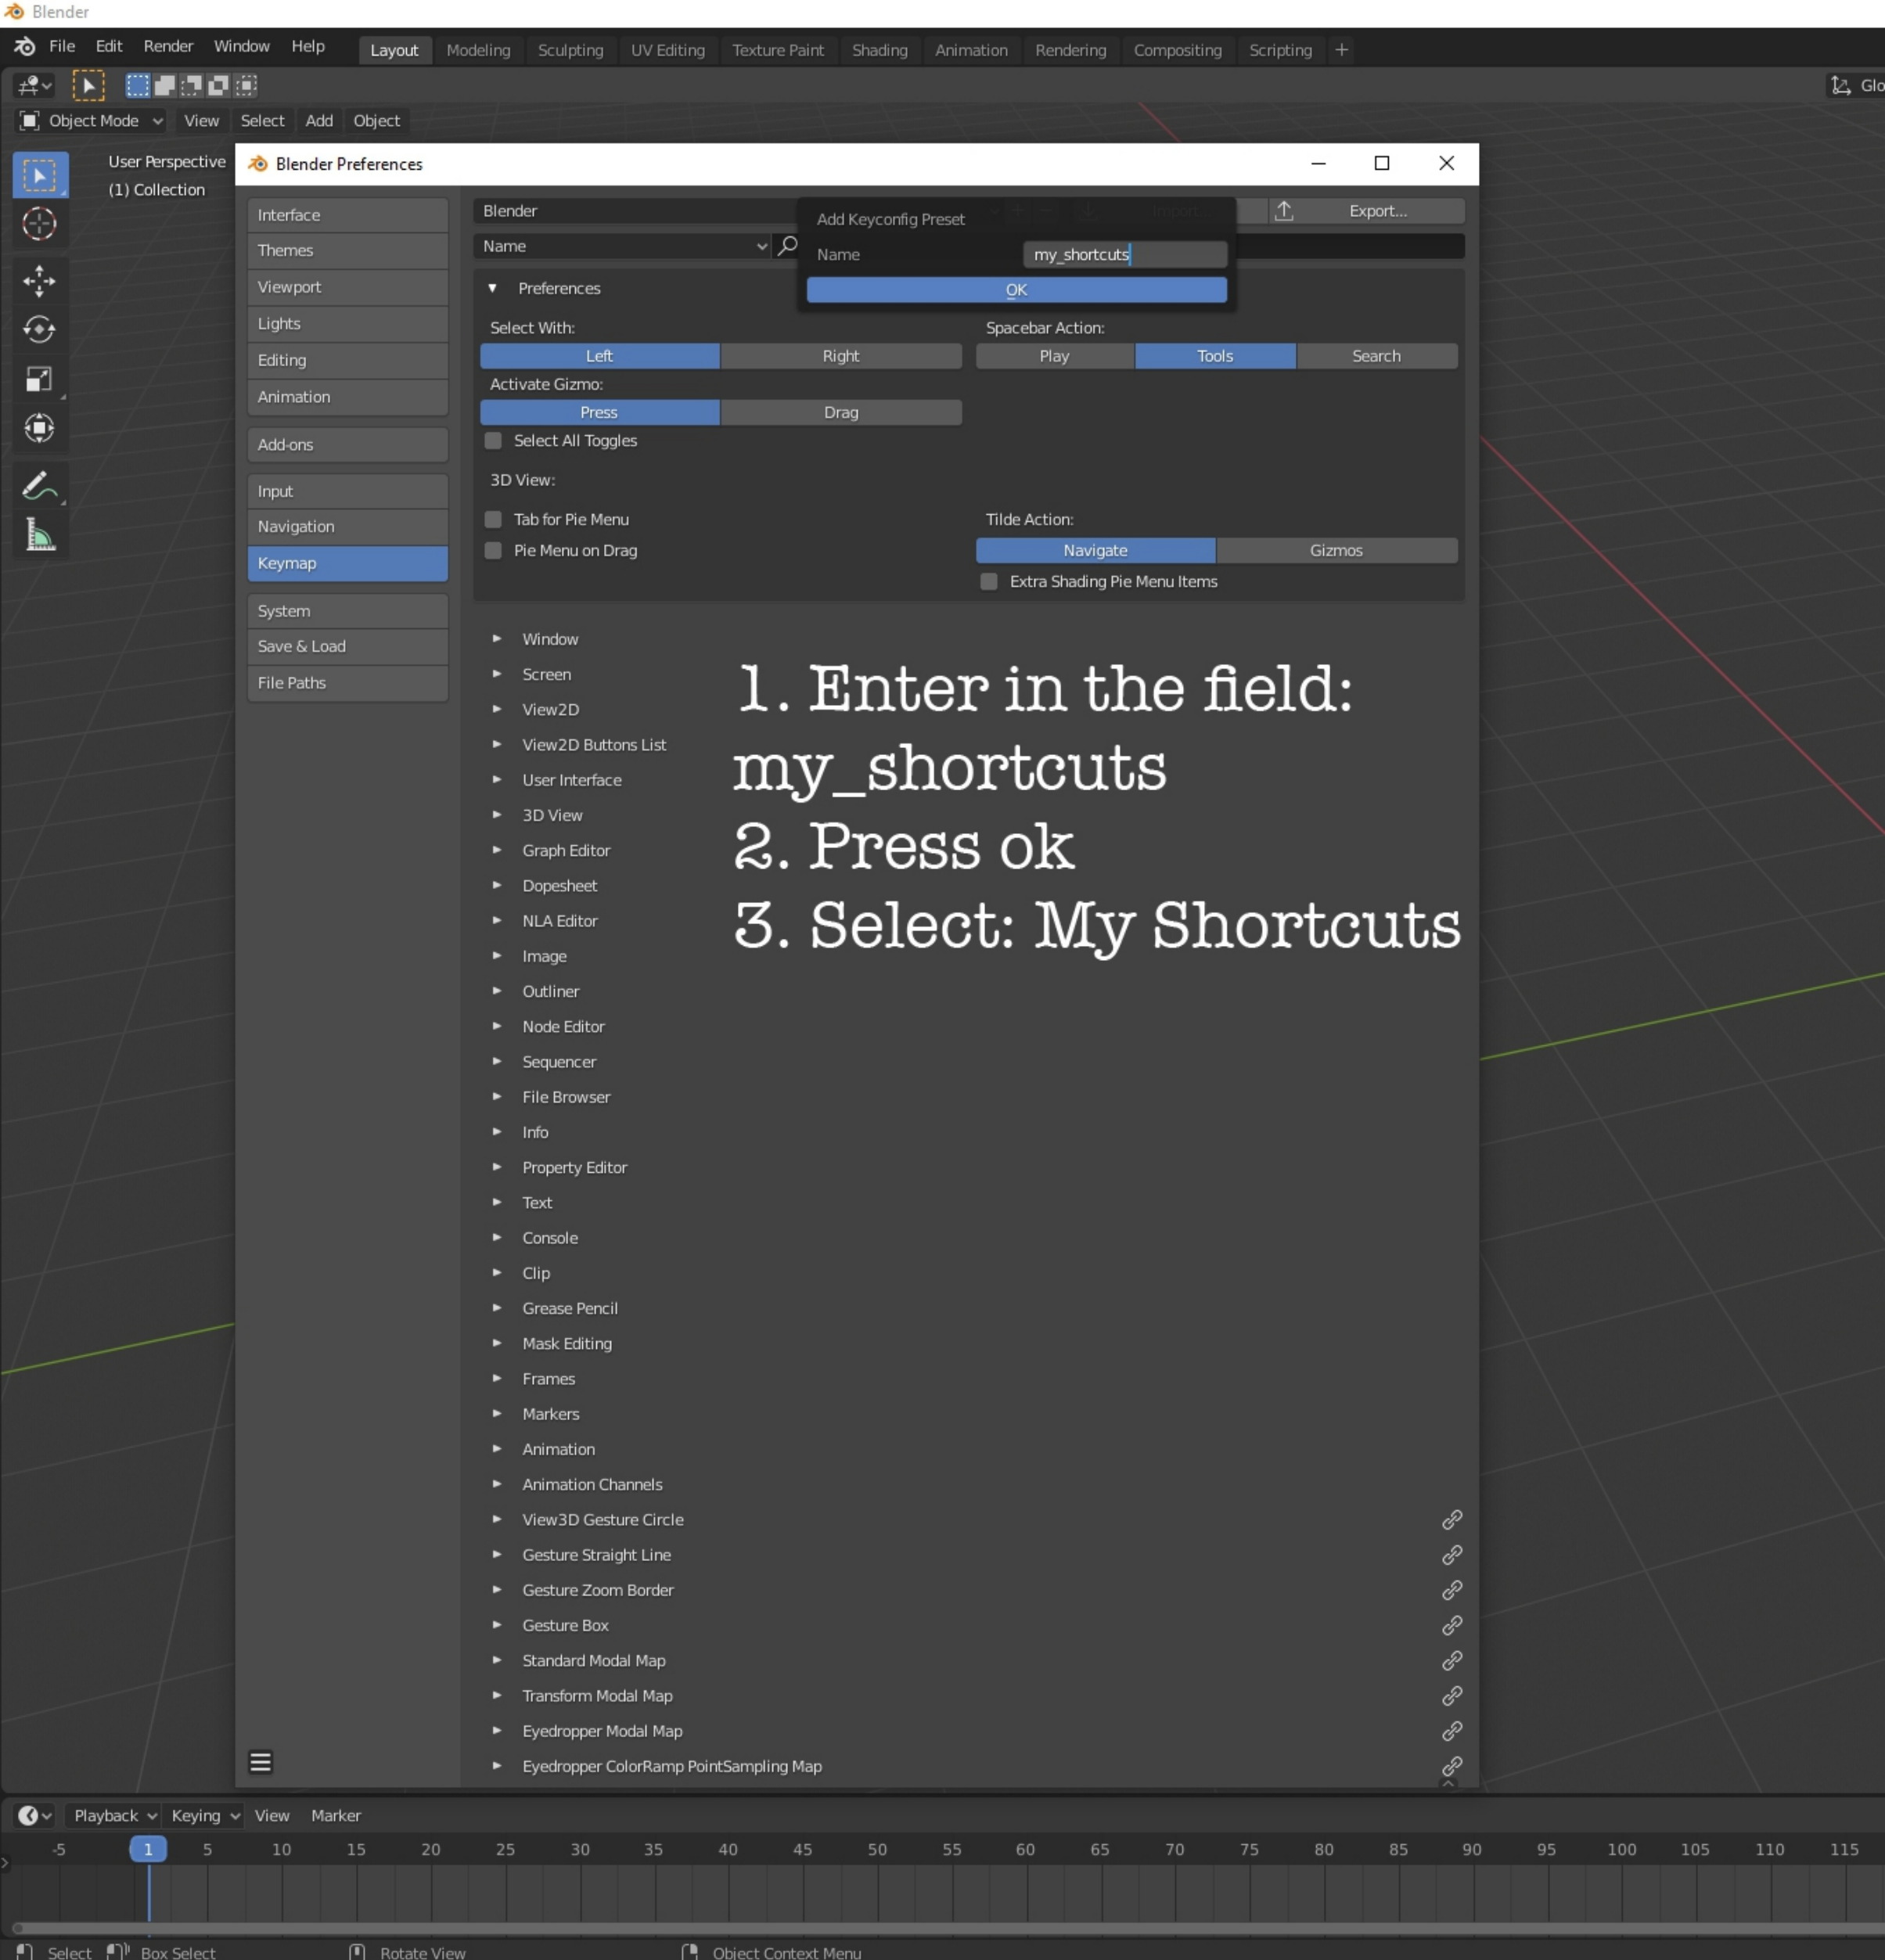 Blender
File Edit Render Window Help Layout Modeling Sculpting UV Editing Texture Paint Shading Animation Rendering Compositing Scripting +
Object Mode View Select Add Object
User Perspective
(1) Collection
Blender Preferences
Interface
Themes
Viewport
Lights
Editing
Animation
Add-ons
Input
Navigation
Keymap
System
Save & Load
File Paths
Blender
Import...
Export...
Name
Add Keyconfig Preset
Name my_shortcuts
OK
Preferences
Select With:
Left Right
Spacebar Action:
Play Tools Search
Activate Gizmo:
Press Drag
Select All Toggles
3D View:
Tab for Pie Menu
Pie Menu on Drag
Tilde Action:
Navigate Gizmos
Extra Shading Pie Menu Items
Window
Screen
View2D
View2D Buttons List
User Interface
3D View
Graph Editor
Dopesheet
NLA Editor
Image
Outliner
Node Editor
Sequencer
File Browser
Info
Property Editor
Text
Console
Clip
Grease Pencil
Mask Editing
Frames
Markers
Animation
Animation Channels
View3D Gesture Circle
Gesture Straight Line
Gesture Zoom Border
Gesture Box
Standard Modal Map
Transform Modal Map
Eyedropper Modal Map
Eyedropper ColorRamp PointSampling Map
1. Enter in the field:
my_shortcuts
2. Press ok
3. Select: My Shortcuts
Playback Keying View Marker
-5 1 5 10 15 20 25 30 35 40 45 50 55 60 65 70 75 80 85 90 95 100 105 110 115
Select Box Select Rotate View Object Context Menu